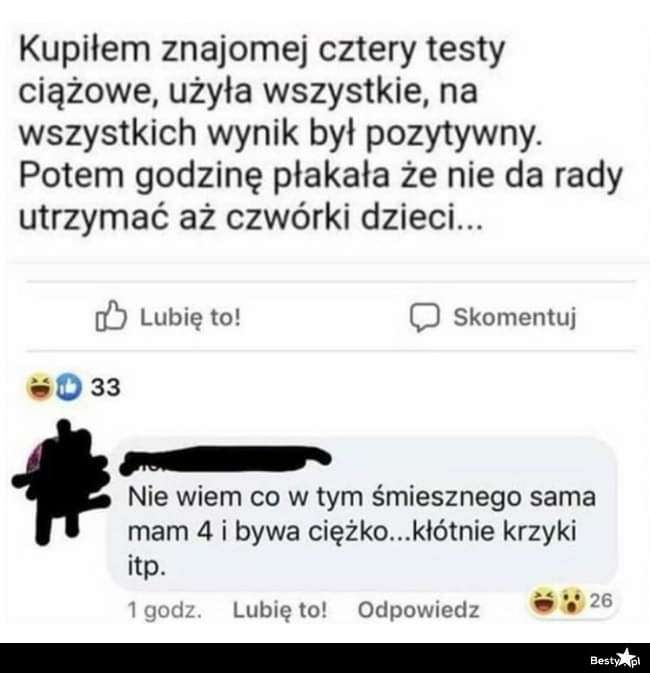 Kupiłem znajomej cztery testy
ciążowe, użyła wszystkie, na
wszystkich wynik był pozytywny.
Potem godzinę płakała że nie da rady
utrzymać aż czwórki dzieci...
Lubię to! Skomentuj
33
Nie wiem co w tym śmiesznego sama
mam 4 i bywa ciężko...kłótnie krzyki
itp.
1 godz. Lubię to! Odpowiedz 26
Besty.pl